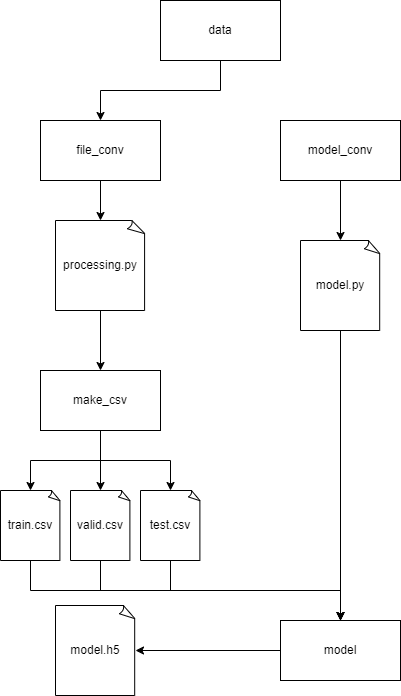 data
file_conv
model_conv
processing.py
model.py
make_csv
train.csv
valid.csv
test.csv
model.h5
model